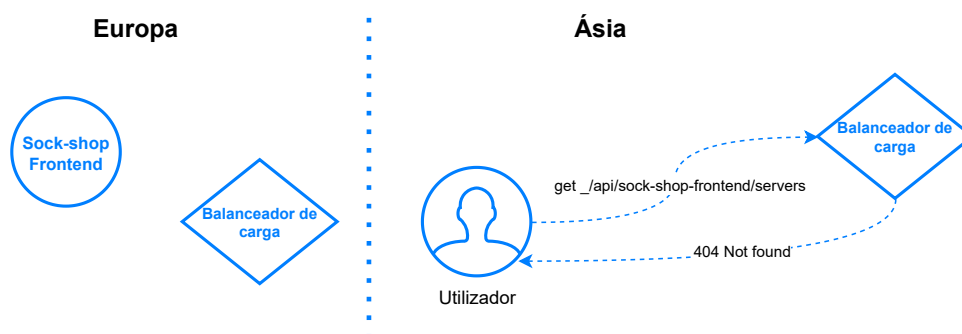 Europa
Ásia
Sock-shop
Frontend
Balanceador de
carga
get _/api/sock-shop-frontend/servers
Balanceador de
carga
404 Not found
Utilizador